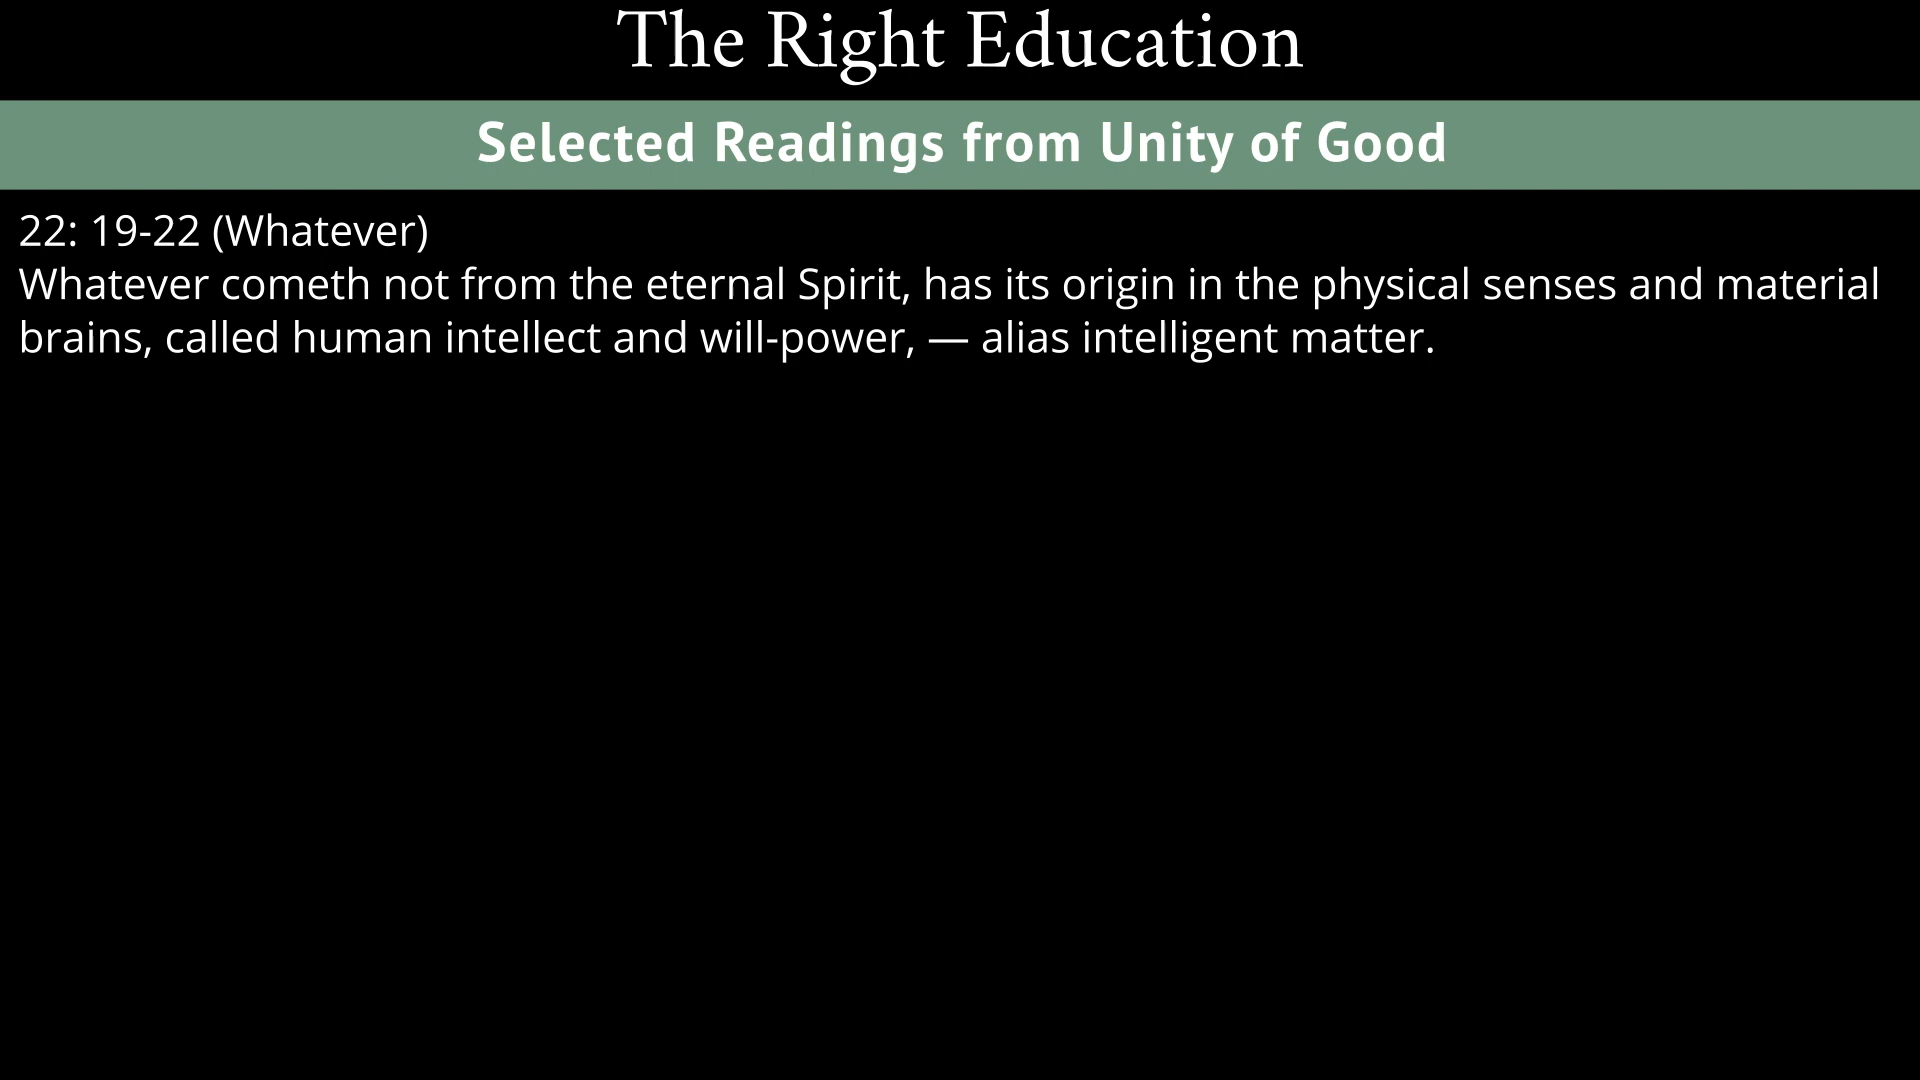 The Right Education
Selected Readings from Unity of Good
22: 19-22 (Whatever)
Whatever cometh not from the eternal Spirit, has its origin in the physical senses and material
brains, called human intellect and will-power, — alias intelligent matter.